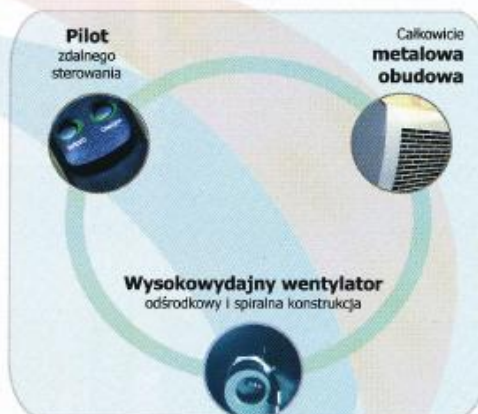 Pilot
zdalnego
sterowania
Całkowicie
metalowa
obudowa
Wysokowydajny wentylator
odśrodkowy i spiralna konstrukcja